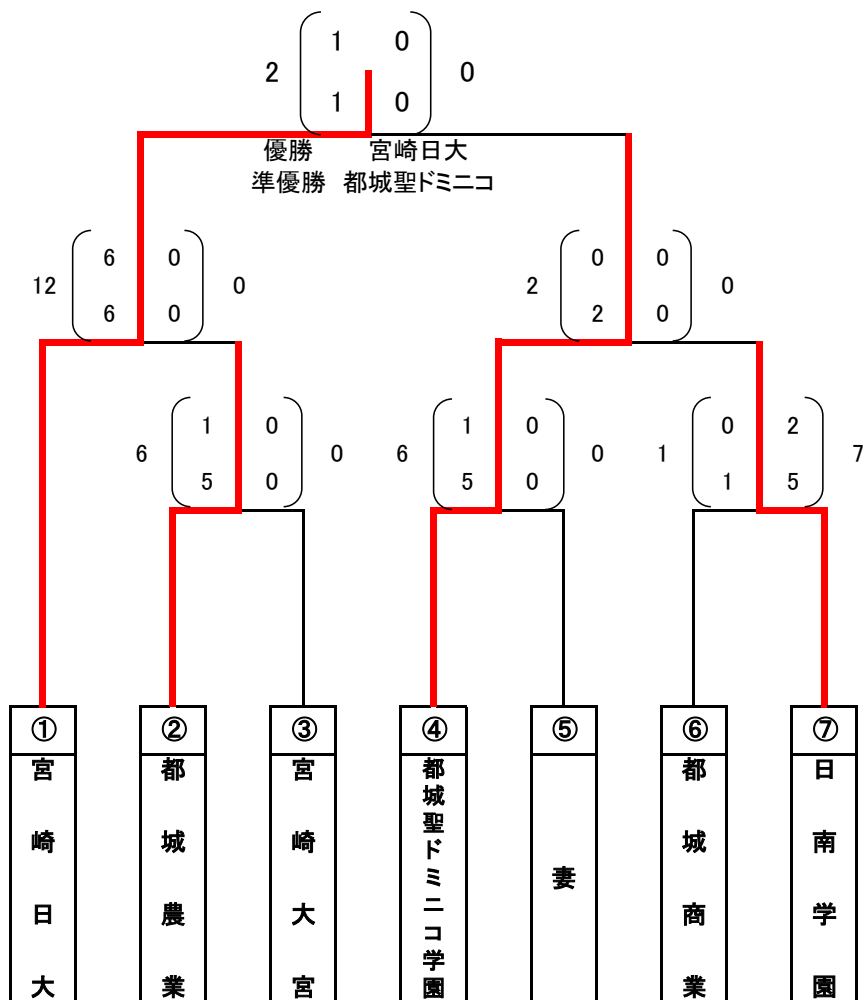 1 0
2 0
1 0
優勝 宮崎日大
準優勝 都城聖ドミニコ
6 0 0 0
12 0 2 0
6 0 2 0
1 0 1 0 0 2
6 0 6 0 1 7
5 0 5 0 1 5
① ② ③ ④ ⑤ ⑥ ⑦
宮崎日大
都城農業
宮崎大宮
都城聖ドミニコ学園
妻
都城商業
日南学園